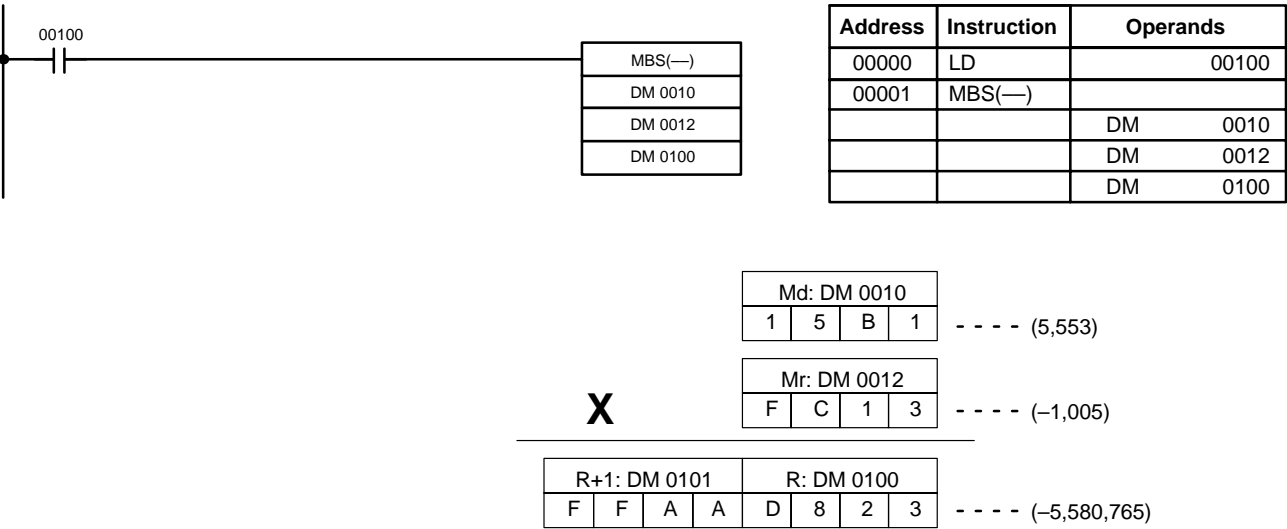 00100
MBS(––)
DM 0010
DM 0012
DM 0100
Address Instruction Operands
00000 LD 00100
00001 MBS(––)
DM 0010
DM 0012
DM 0100
Md: DM 0010
1 5 B 1 - - - - (5,553)
Mr: DM 0012
X F C 1 3 - - - - (–1,005)
R+1: DM 0101 R: DM 0100
F F A A D 8 2 3 - - - - (–5,580,765)